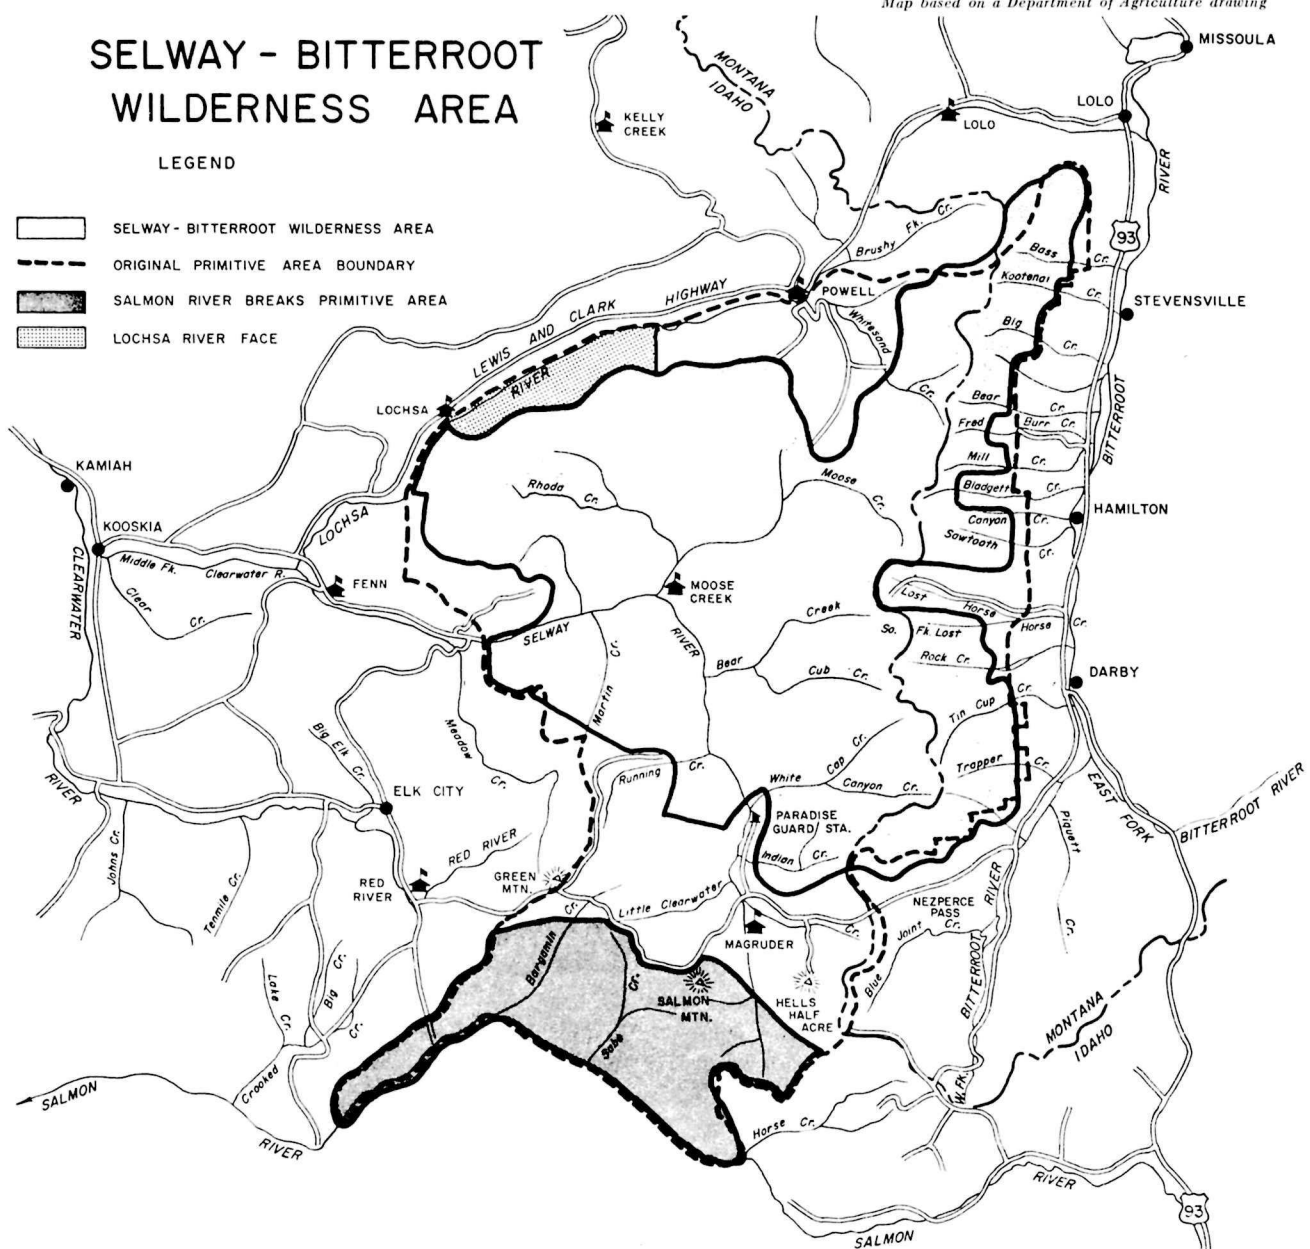 Map based on a Department of Agriculture drawing
SELWAY - BITTERROOT
WILDERNESS AREA
LEGEND
SELWAY - BITTERROOT WILDERNESS AREA
ORIGINAL PRIMITIVE AREA BOUNDARY
SALMON RIVER BREAKS PRIMITIVE AREA
LOCHSA RIVER FACE
MISSOULA
LOLO
LOLO
RIVER
KELLY
CREEK
MONTANA
IDAHO
93
Brushy Fk. Cr.
Bass Cr.
Kootenai Cr.
STEVENSVILLE
POWELL
LEWIS AND CLARK HIGHWAY
RIVER
Whitesand Cr.
Big Cr.
BITTERROOT
LOCHSA
Bear Cr.
Fred Burr Cr.
Mill Cr.
Bladgett Cr.
KAMIAH
Rhoda Cr.
Moose Cr.
Canyon Cr.
HAMILTON
Sawtooth Cr.
KOOSKIA
LOCHSA
CLEARWATER
Middle Fk. Clearwater R.
FENN
Clear Cr.
MOOSE
CREEK
SELWAY
RIVER
Lost Horse Cr.
So. Fk. Lost Horse
Rock Cr.
Bear Creek
Cub Cr.
Martin Cr.
DARBY
Tin Cup Cr.
Trapper Cr.
Meadow Cr.
Big Elk Cr.
ELK CITY
RIVER
Running Cr.
White Cap Cr.
Canyon Cr.
PARADISE
GUARD STA.
Indian Cr.
EAST FORK
BITTERROOT RIVER
Piquett Cr.
Johns Cr.
Tenmile Cr.
RED
RIVER
RED RIVER
GREEN
MTN.
Little Clearwater
Cr.
NEZPERCE
PASS
MAGRUDER
Blue Joint Cr.
BITTERROOT
RIVER
Bargamin Cr.
Sabe Cr.
SALMON
MTN.
HELLS
HALF
ACRE
Lake Cr.
Big Cr.
Cr.
Crooked
MONTANA
IDAHO
W. FK.
SALMON
RIVER
Horse Cr.
RIVER
SALMON
93